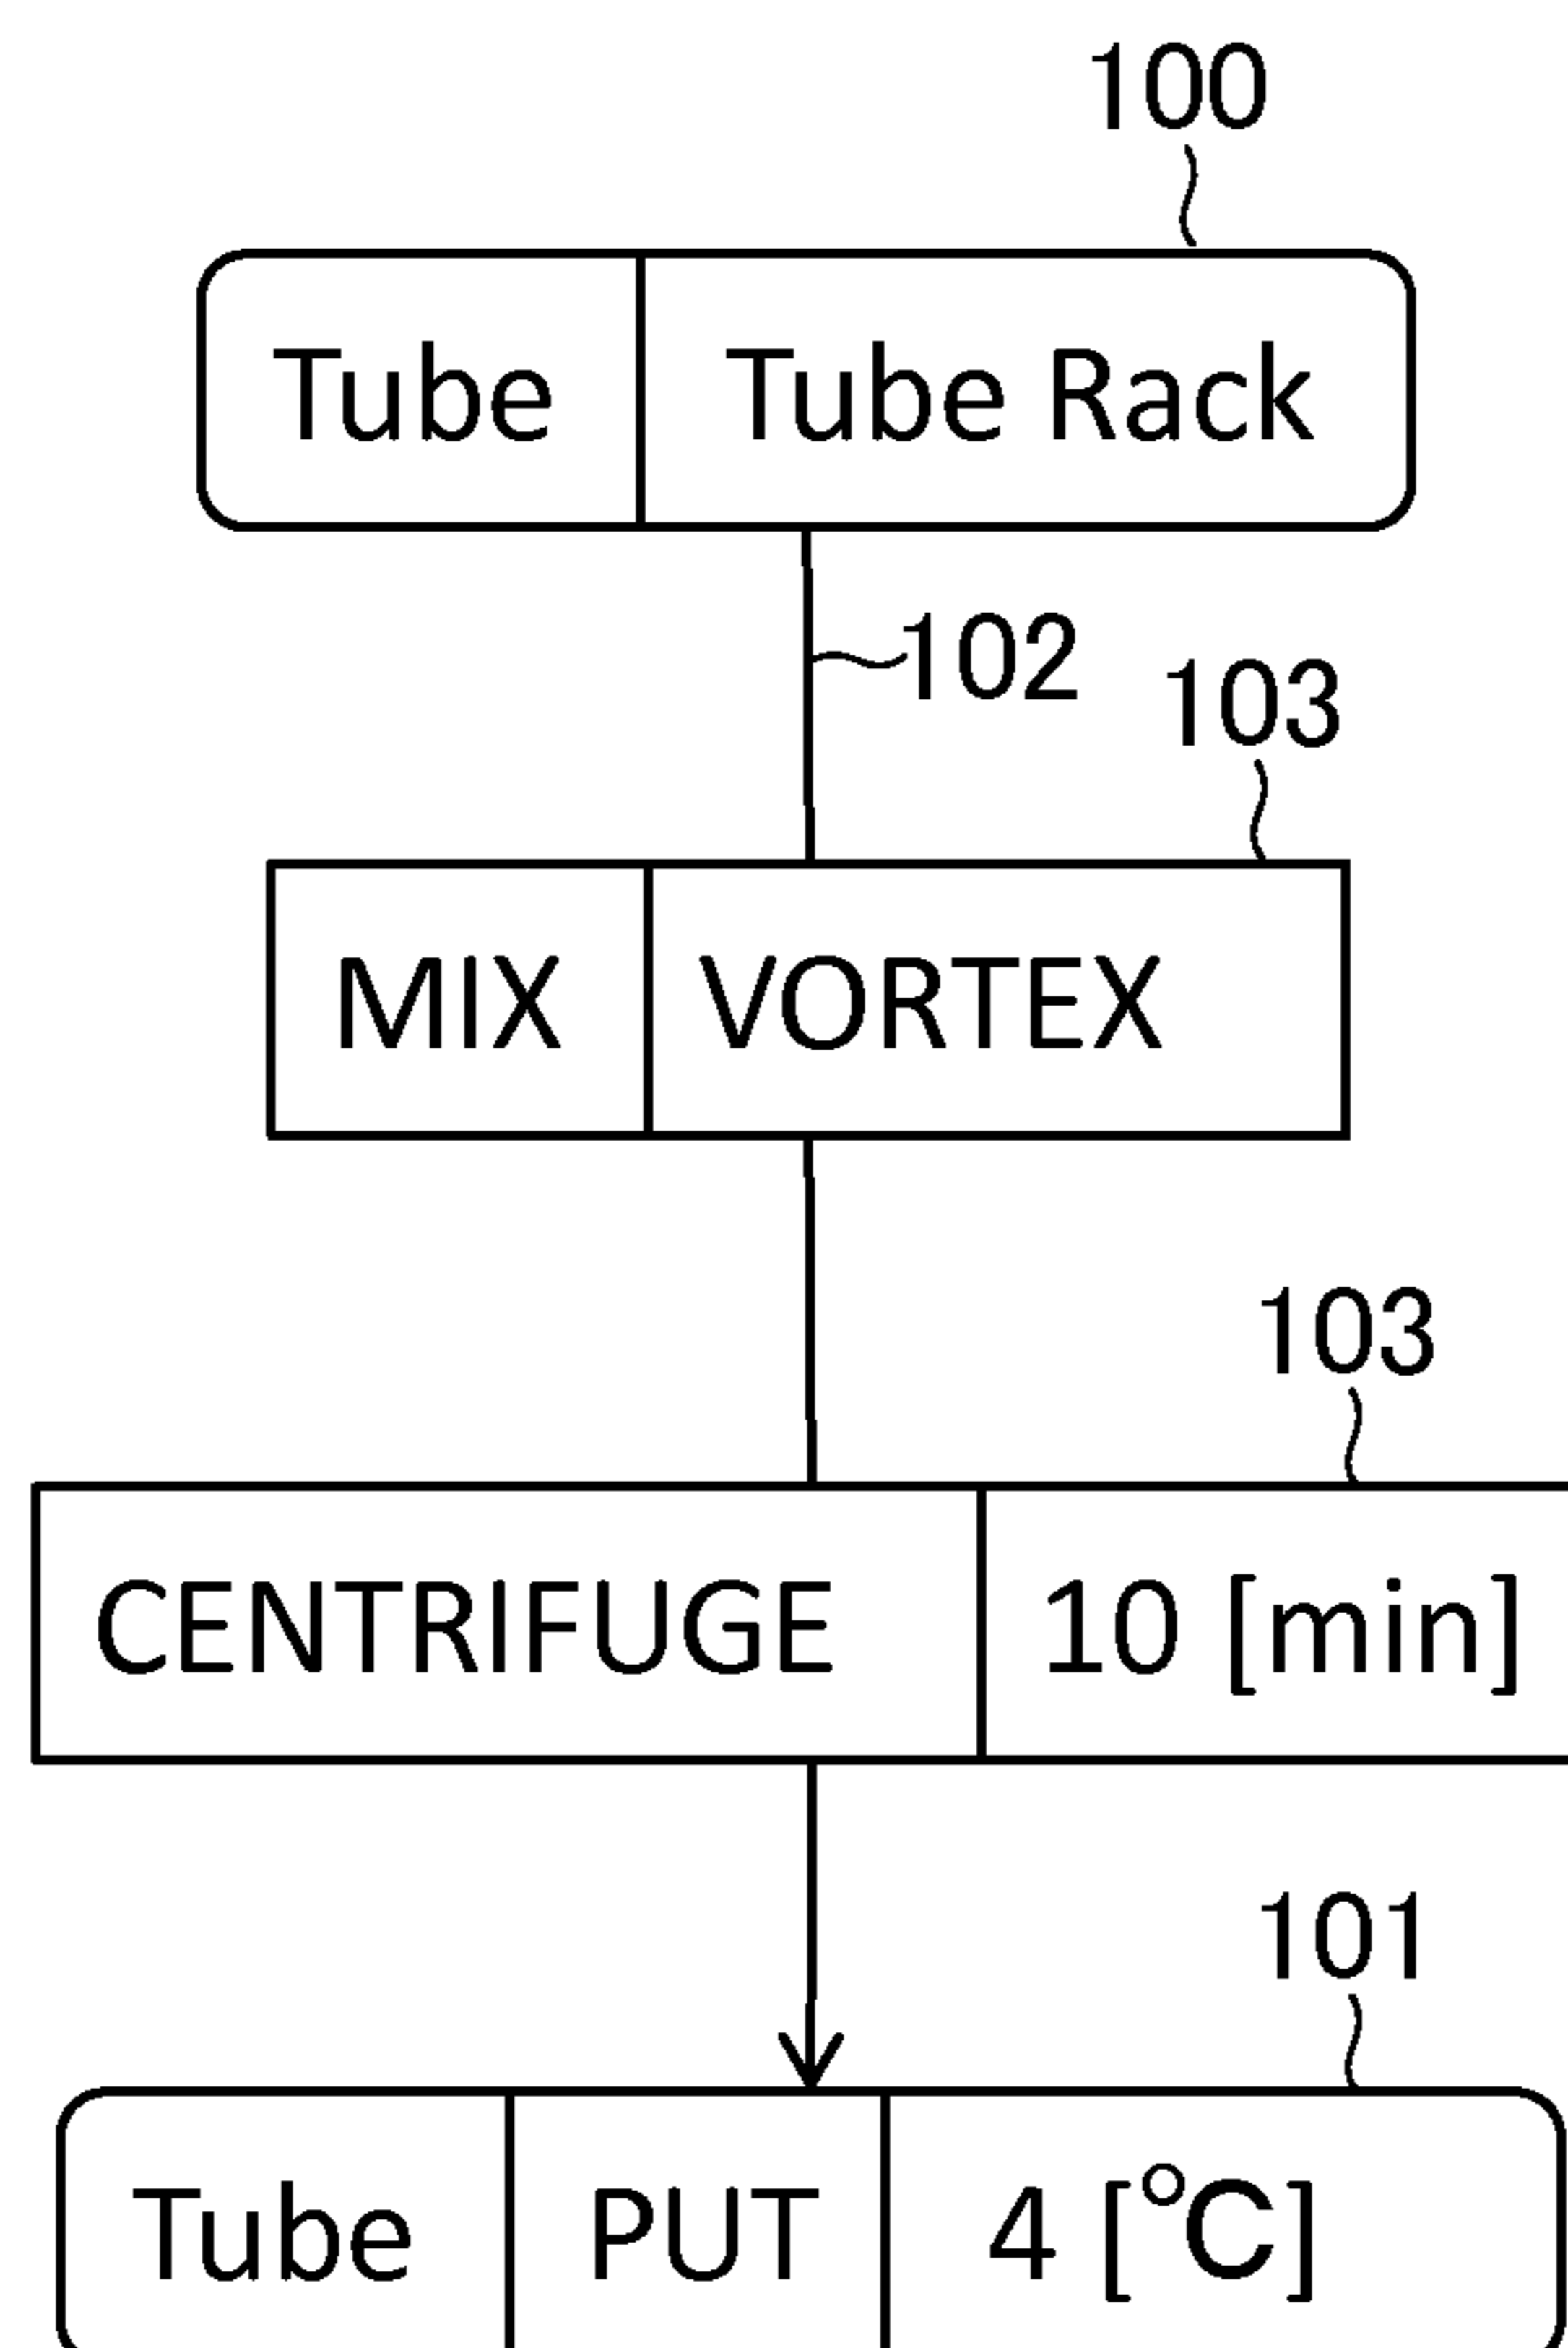 100
Tube Tube Rack
102
103
MIX VORTEX
103
CENTRIFUGE 10 [min]
101
Tube PUT 4 [℃]